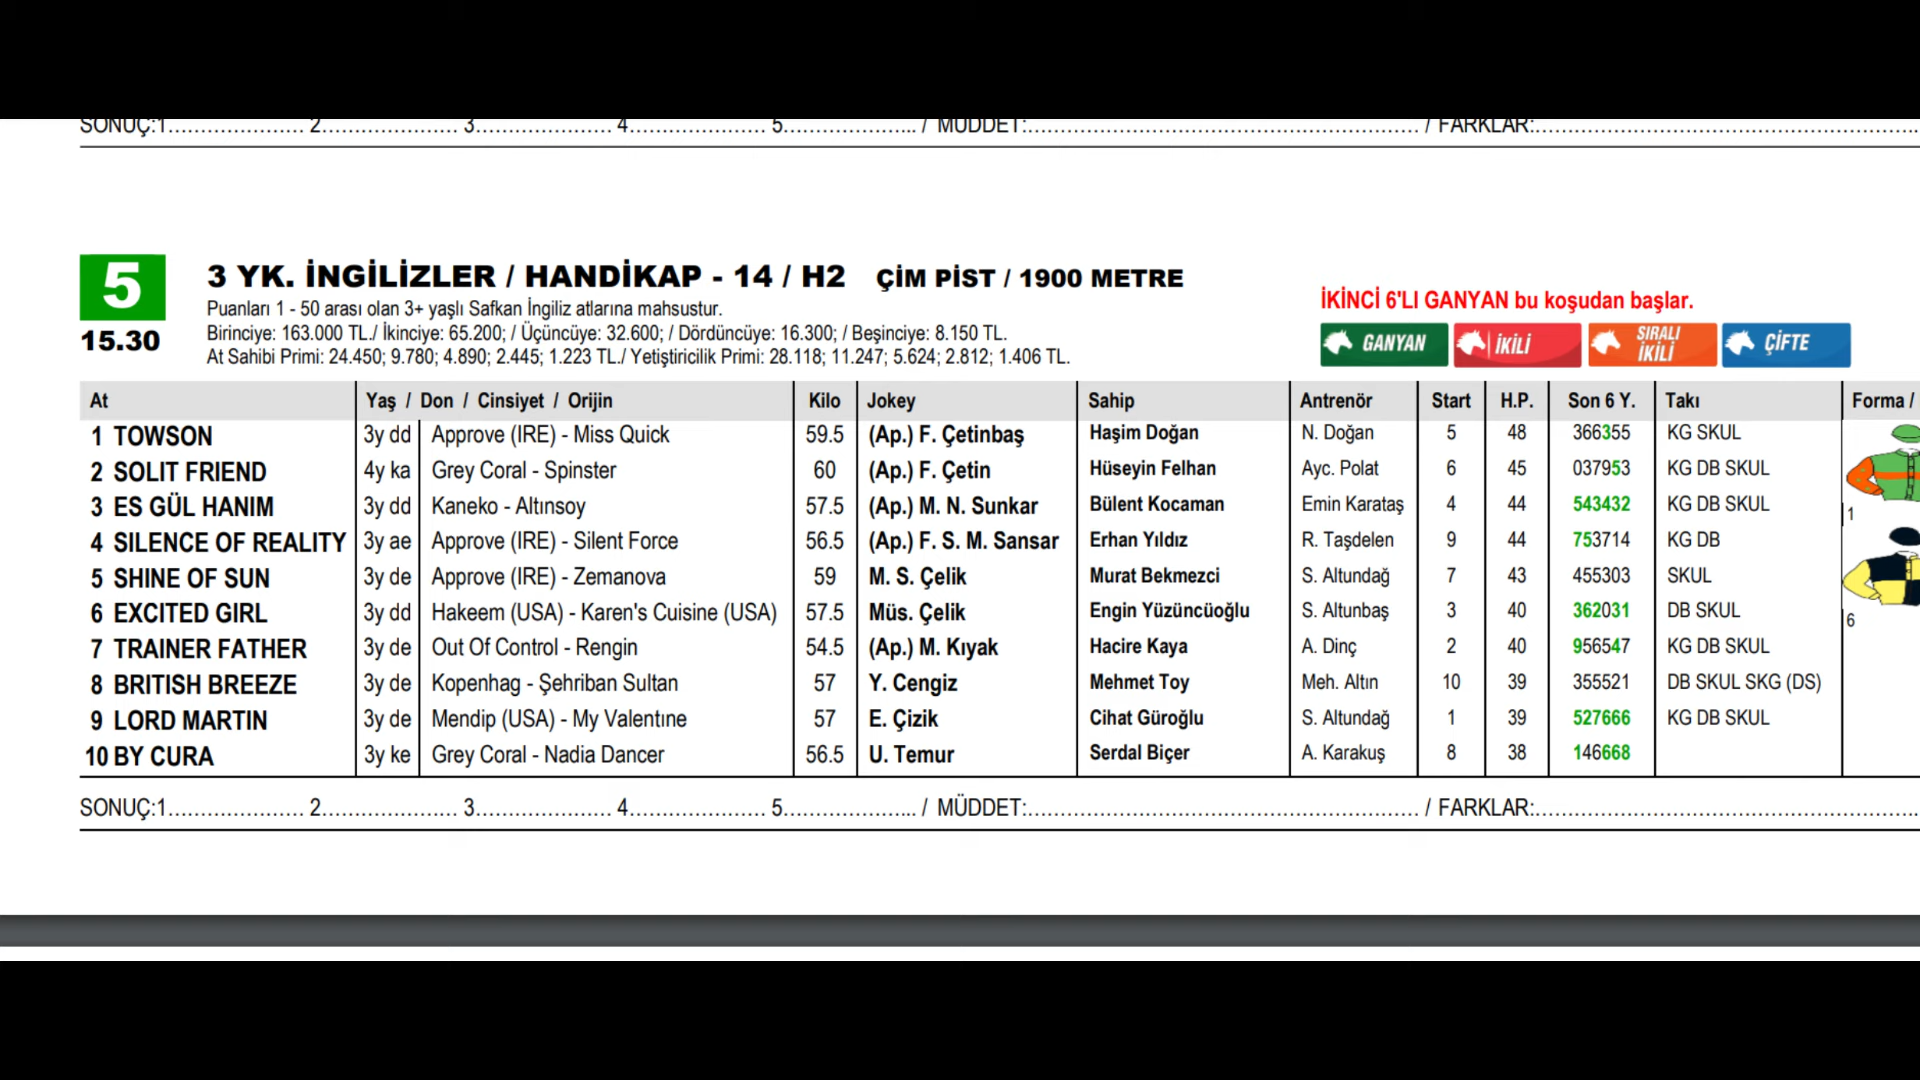 SONUÇ:1..................... 2..................... 3..................... 4..................... 5.................... / MÜDDET:............................................................. / FARKLAR:............................................................
5
15.30
3 YK. İNGİLİZLER / HANDİKAP - 14 / H2 ÇİM PİST / 1900 METRE
Puanları 1 - 50 arası olan 3+ yaşlı Safkan İngiliz atlarına mahsustur.
Birinciye: 163.000 TL./ İkinciye: 65.200; / Üçüncüye: 32.600; / Dördüncüye: 16.300; / Beşinciye: 8.150 TL.
At Sahibi Primi: 24.450; 9.780; 4.890; 2.445; 1.223 TL./ Yetiştiricilik Primi: 28.118; 11.247; 5.624; 2.812; 1.406 TL.
İKİNCİ 6'LI GANYAN bu koşudan başlar.
GANYAN İKİLİ SIRALI İKİLİ ÇİFTE
At Yaş / Don / Cinsiyet / Orijin Kilo Jokey Sahip Antrenör Start H.P. Son 6 Y. Takı Forma /
1 TOWSON 3y dd Approve (IRE) - Miss Quick 59.5 (Ap.) F. Çetinbaş Haşim Doğan N. Doğan 5 48 366355 KG SKUL
2 SOLIT FRIEND 4y ka Grey Coral - Spinster 60 (Ap.) F. Çetin Hüseyin Felhan Ayc. Polat 6 45 037953 KG DB SKUL
3 ES GÜL HANIM 3y dd Kaneko - Altınsoy 57.5 (Ap.) M. N. Sunkar Bülent Kocaman Emin Karataş 4 44 543432 KG DB SKUL
1
4 SILENCE OF REALITY 3y ae Approve (IRE) - Silent Force 56.5 (Ap.) F. S. M. Sansar Erhan Yıldız R. Taşdelen 9 44 753714 KG DB
5 SHINE OF SUN 3y de Approve (IRE) - Zemanova 59 M. S. Çelik Murat Bekmezci S. Altundağ 7 43 455303 SKUL
6 EXCITED GIRL 3y dd Hakeem (USA) - Karen's Cuisine (USA) 57.5 Müs. Çelik Engin Yüzüncüoğlu S. Altunbaş 3 40 362031 DB SKUL
6
7 TRAINER FATHER 3y de Out Of Control - Rengin 54.5 (Ap.) M. Kıyak Hacire Kaya A. Dinç 2 40 956547 KG DB SKUL
8 BRITISH BREEZE 3y de Kopenhag - Şehriban Sultan 57 Y. Cengiz Mehmet Toy Meh. Altın 10 39 355521 DB SKUL SKG (DS)
9 LORD MARTIN 3y de Mendip (USA) - My Valentıne 57 E. Çizik Cihat Güroğlu S. Altundağ 1 39 527666 KG DB SKUL
10 BY CURA 3y ke Grey Coral - Nadia Dancer 56.5 U. Temur Serdal Biçer A. Karakuş 8 38 146668
SONUÇ:1..................... 2..................... 3..................... 4..................... 5.................... / MÜDDET:............................................................. / FARKLAR:............................................................